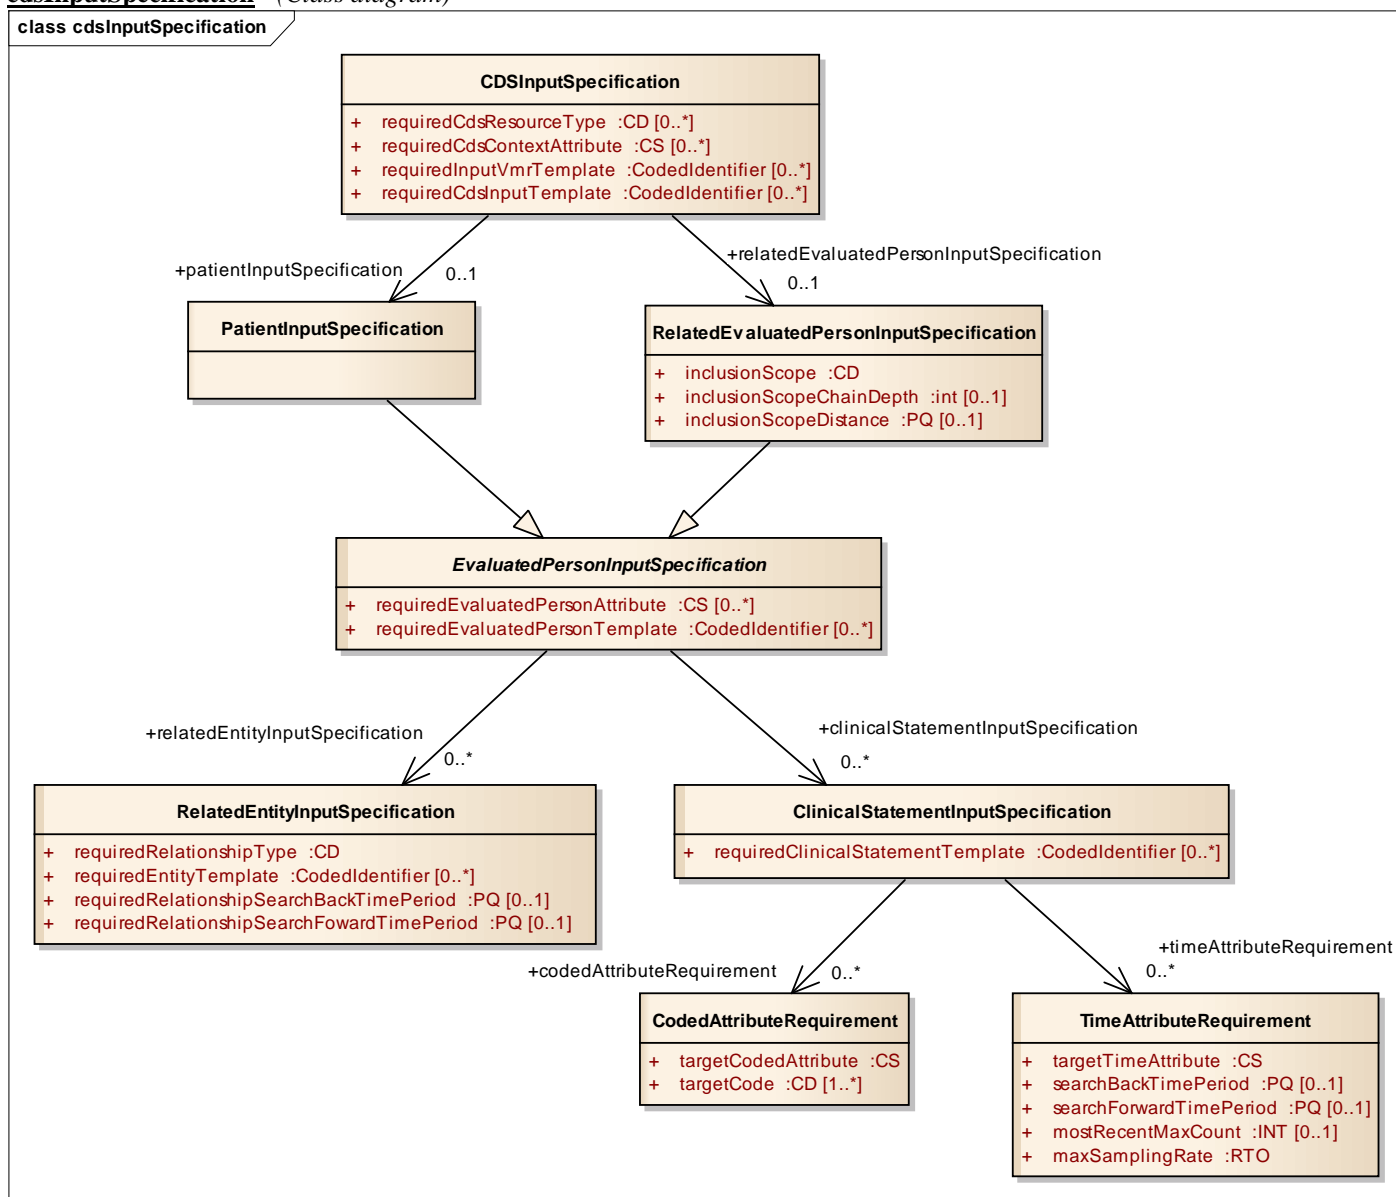 cdsInputSpecification (Class diagram)
class cdsInputSpecification
CDSInputSpecification
+ requiredCdsResourceType :CD [0..*]
+ requiredCdsContextAttribute :CS [0..*]
+ requiredInputVmrTemplate :CodedIdentifier [0..*]
+ requiredCdsInputTemplate :CodedIdentifier [0..*]
+patientInputSpecification
0..1
+relatedEvaluatedPersonInputSpecification
0..1
PatientInputSpecification
RelatedEvaluatedPersonInputSpecification
+ inclusionScope :CD
+ inclusionScopeChainDepth :int [0..1]
+ inclusionScopeDistance :PQ [0..1]
EvaluatedPersonInputSpecification
+ requiredEvaluatedPersonAttribute :CS [0..*]
+ requiredEvaluatedPersonTemplate :CodedIdentifier [0..*]
+relatedEntityInputSpecification
0..*
+clinicalStatementInputSpecification
0..*
RelatedEntityInputSpecification
+ requiredRelationshipType :CD
+ requiredEntityTemplate :CodedIdentifier [0..*]
+ requiredRelationshipSearchBackTimePeriod :PQ [0..1]
+ requiredRelationshipSearchFowardTimePeriod :PQ [0..1]
ClinicalStatementInputSpecification
+ requiredClinicalStatementTemplate :CodedIdentifier [0..*]
+codedAttributeRequirement
0..*
+timeAttributeRequirement
0..*
CodedAttributeRequirement
+ targetCodedAttribute :CS
+ targetCode :CD [1..*]
TimeAttributeRequirement
+ targetTimeAttribute :CS
+ searchBackTimePeriod :PQ [0..1]
+ searchForwardTimePeriod :PQ [0..1]
+ mostRecentMaxCount :INT [0..1]
+ maxSamplingRate :RTO